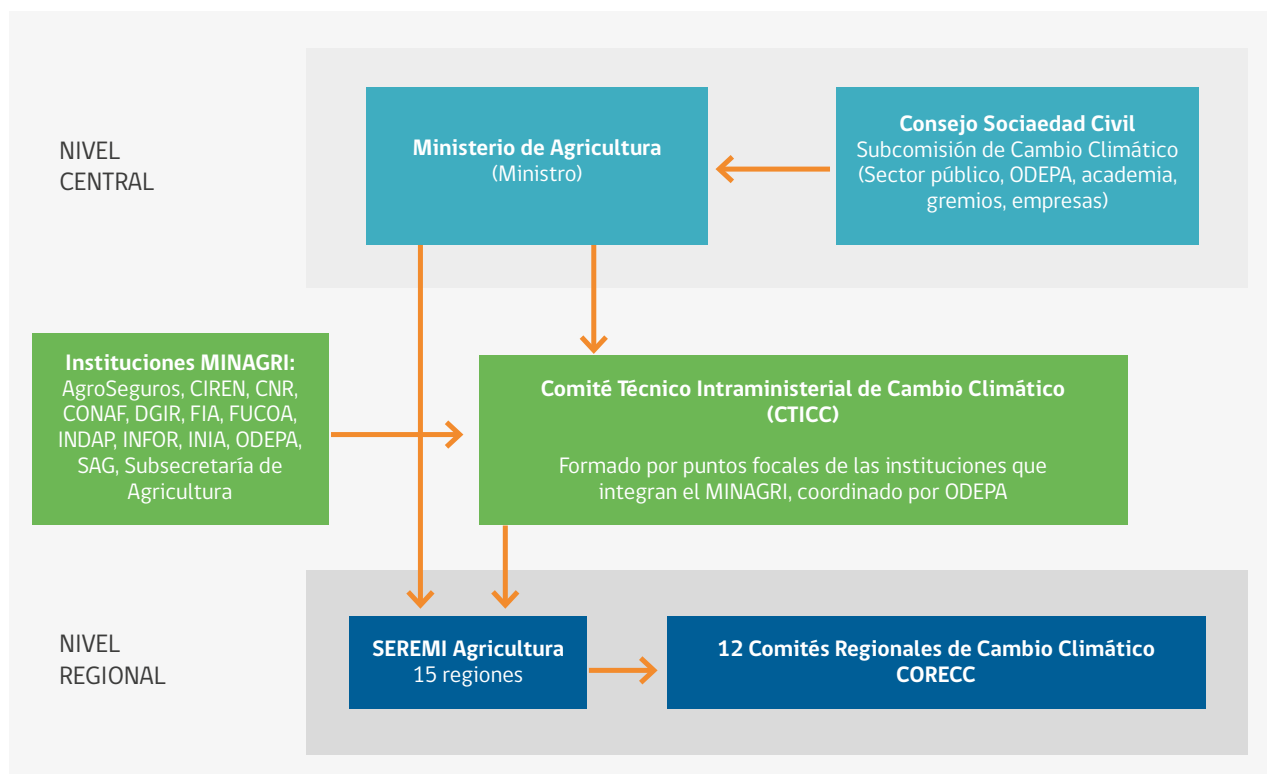 NIVEL
CENTRAL
Ministerio de Agricultura
(Ministro)
Consejo Sociaedad Civil
Subcomisión de Cambio Climático
(Sector público, ODEPA, academia,
gremios, empresas)
Instituciones MINAGRI:
AgroSeguros, CIREN, CNR,
CONAF, DGIR, FIA, FUCOA,
INDAP, INFOR, INIA, ODEPA,
SAG, Subsecretaría de
Agricultura
Comité Técnico Intraministerial de Cambio Climático
(CTICC)
Formado por puntos focales de las instituciones que
integran el MINAGRI, coordinado por ODEPA
NIVEL
REGIONAL
SEREMI Agricultura
15 regiones
12 Comités Regionales de Cambio Climático
CORECC